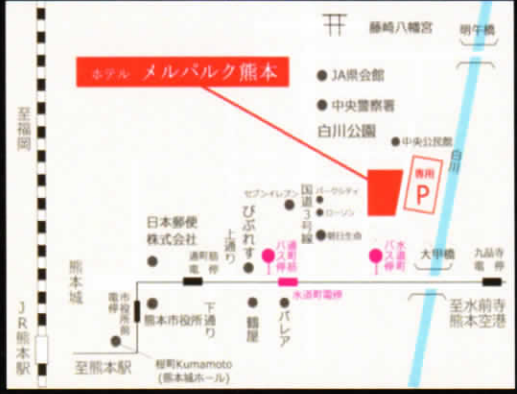 藤崎八幡宮
明午橋
ホテル メルパルク熊本
JA県会館
中央警察署
白川公園
中央公民館
白川
専用
P
至福岡
セブンイレブン
パークシティ
ローソン
国道3号線
朝日生命
日本郵便
株式会社
上通り
びぷれす
通町筋
バス停
水道町
バス停
大甲橋
九品寺
電停
熊本城
通町筋
電停
水道町電停
市役所前
電停
熊本市役所
下通り
鶴屋
パレア
至水前寺
熊本空港
JR熊本駅
至熊本駅
桜町Kumamoto
(熊本城ホール)